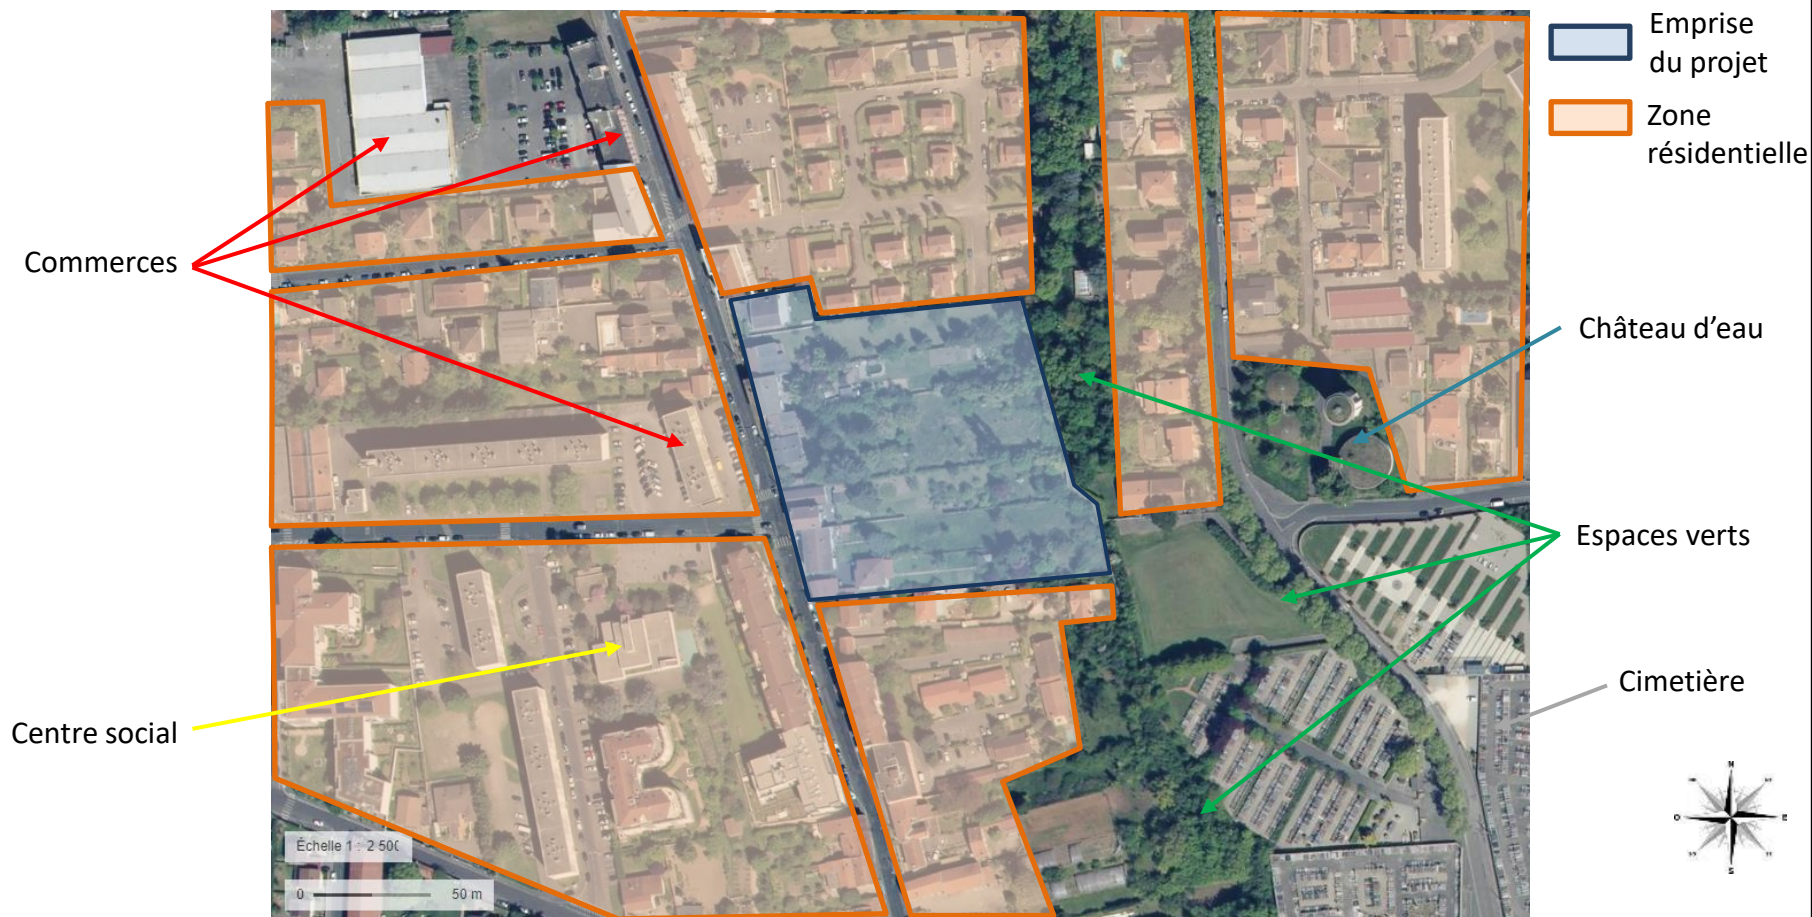 Emprise
du projet
Zone
résidentielle
Commerces
Château d’eau
Espaces verts
Cimetière
Centre social
Échelle 1 : 2 500
0
50 m
N
O
E
S